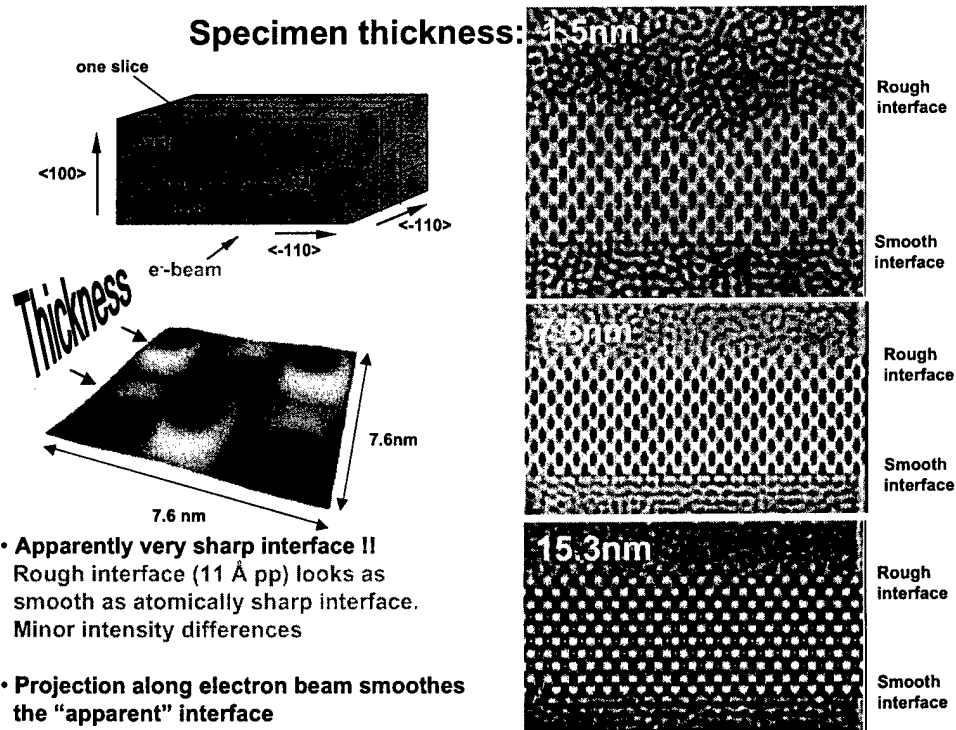 Specimen thickness:
one slice
<100>
<-110>
<-110>
e⁻-beam
Thickness
7.6nm
7.6 nm
• Apparently very sharp interface !!
Rough interface (11 Å pp) looks as
smooth as atomically sharp interface.
Minor intensity differences
• Projection along electron beam smoothes
the “apparent” interface
1.5nm
Rough
interface
Smooth
interface
7.6nm
Rough
interface
Smooth
interface
15.3nm
Rough
interface
Smooth
interface